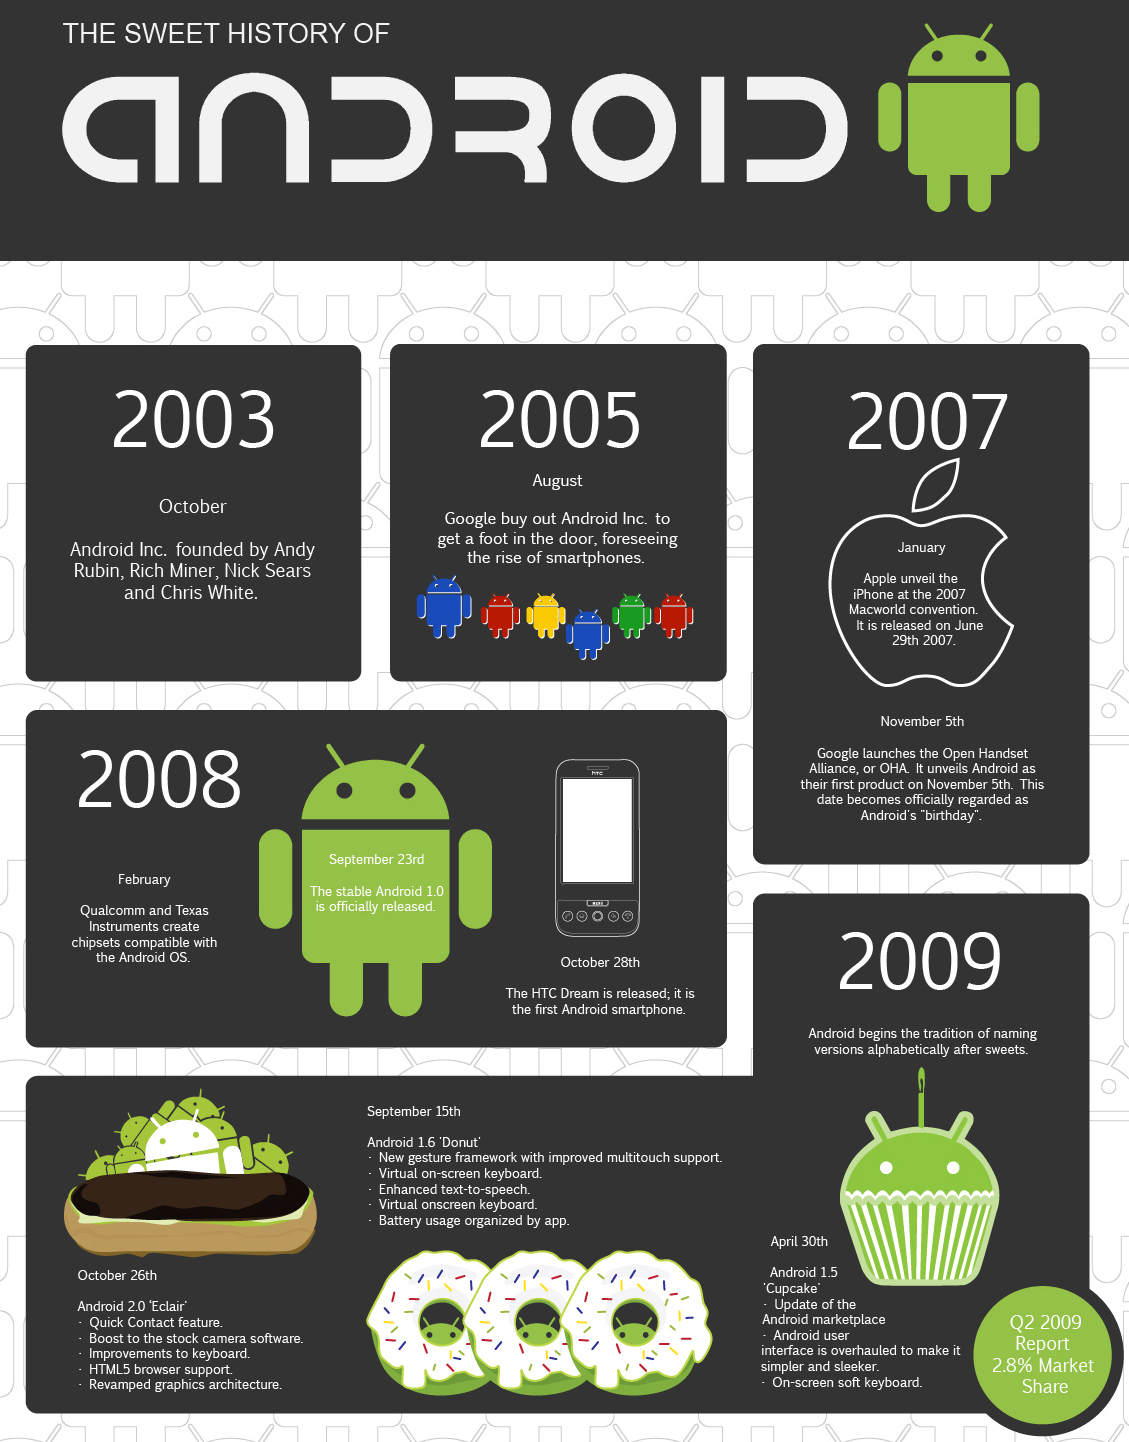 THE SWEET HISTORY OF
ANDROID
2003
October
Android Inc. founded by Andy
Rubin, Rich Miner, Nick Sears
and Chris White.
2005
August
Google buy out Android Inc. to
get a foot in the door, foreseeing
the rise of smartphones.
2007
January
Apple unveil the
iPhone at the 2007
Macworld convention.
It is released on June
29th 2007.
November 5th
Google launches the Open Handset
Alliance, or OHA. It unveils Android as
their first product on November 5th. This
date becomes officially regarded as
Android's "birthday".
2008
February
Qualcomm and Texas
Instruments create
chipsets compatible with
the Android OS.
September 23rd
The stable Android 1.0
is officially released.
hTC
October 28th
The HTC Dream is released; it is
the first Android smartphone.
2009
Android begins the tradition of naming
versions alphabetically after sweets.
April 30th
Android 1.5
'Cupcake'
· Update of the
Android marketplace
· Android user
interface is overhauled to make it
simpler and sleeker.
· On-screen soft keyboard.
September 15th
Android 1.6 'Donut'
· New gesture framework with improved multitouch support.
· Virtual on-screen keyboard.
· Enhanced text-to-speech.
· Virtual onscreen keyboard.
· Battery usage organized by app.
October 26th
Android 2.0 'Eclair'
· Quick Contact feature.
· Boost to the stock camera software.
· Improvements to keyboard.
· HTML5 browser support.
· Revamped graphics architecture.
Q2 2009
Report
2.8% Market
Share